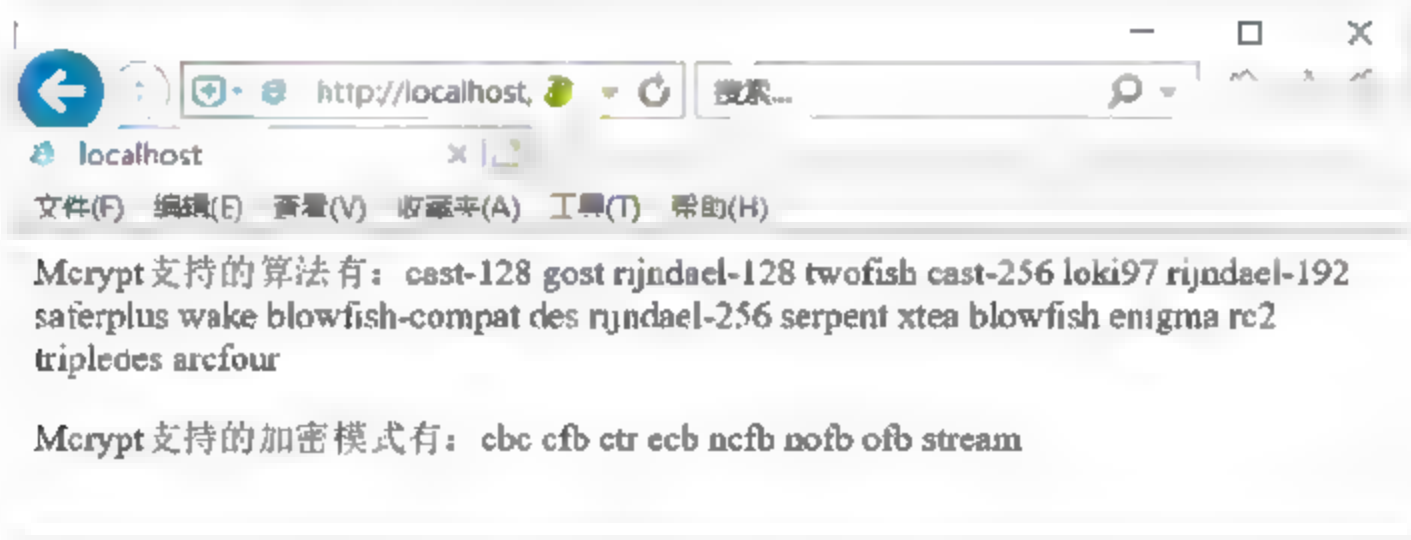 http://localhost, 搜索...
localhost
文件(F) 编辑(E) 查看(V) 收藏夹(A) 工具(T) 帮助(H)
Mcrypt 支持的算法有：cast-128 gost rijndael-128 twofish cast-256 loki97 rijndael-192
saferplus wake blowfish-compat des rijndael-256 serpent xtea blowfish enigma rc2
tripledes arcfour
Mcrypt 支持的加密模式有：cbc cfb ctr ecb ncfb nofb ofb stream